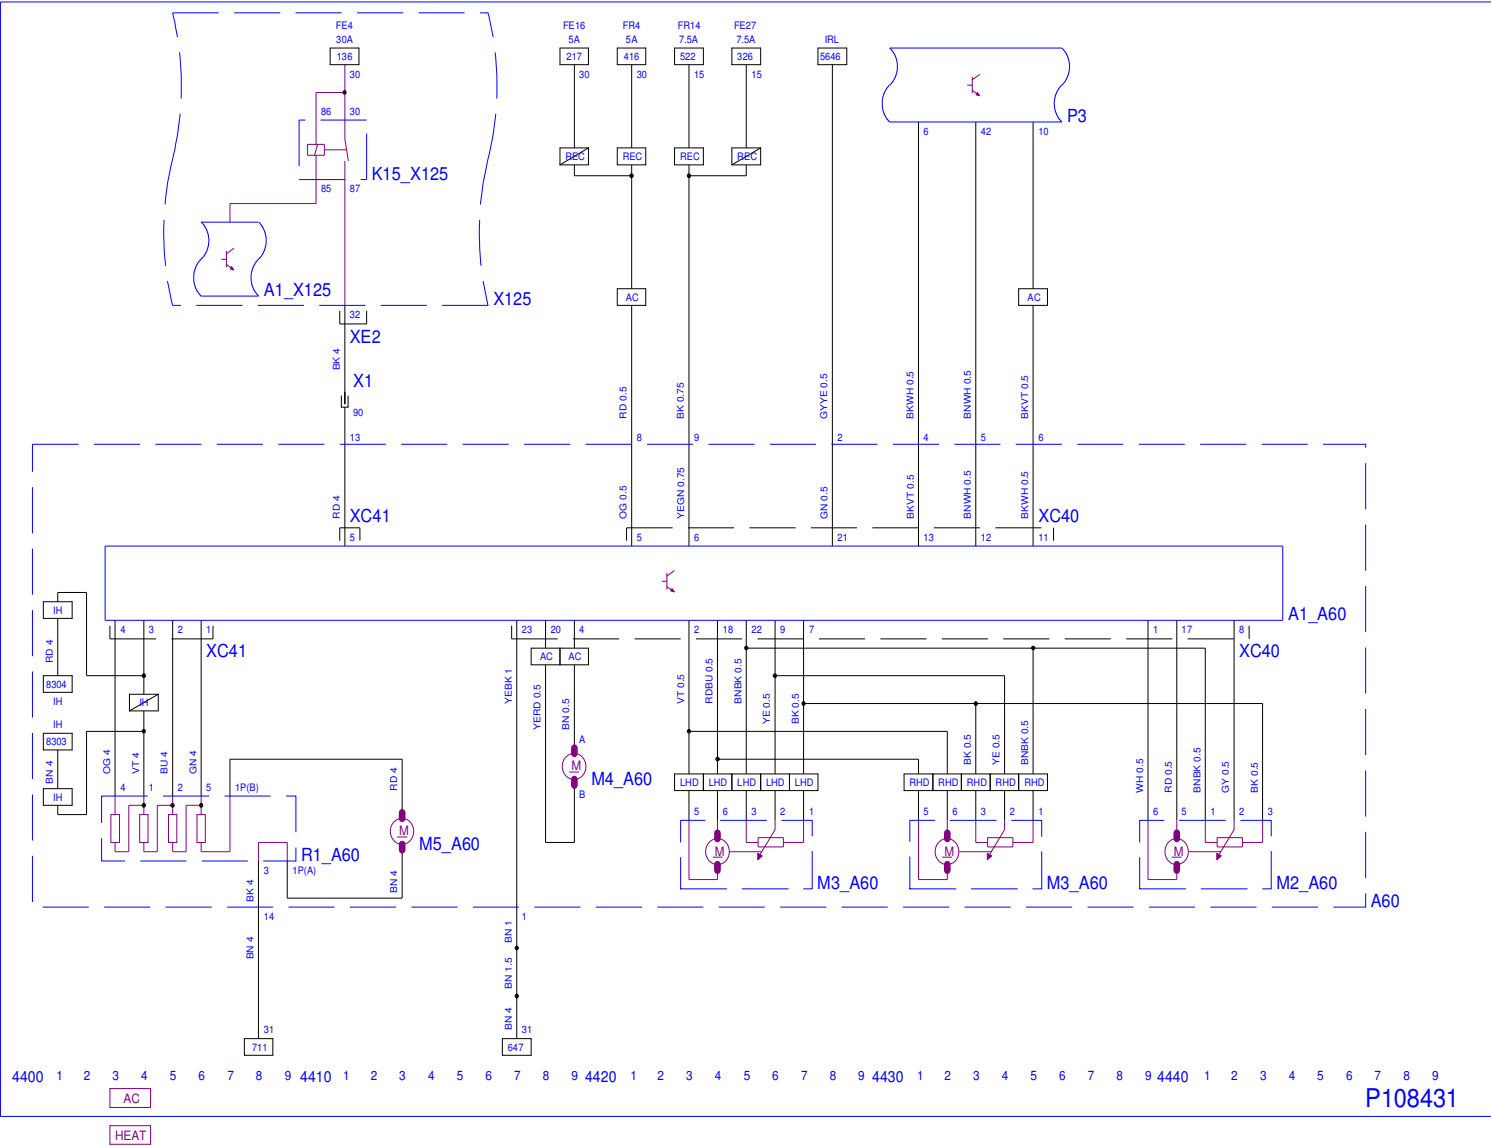 FE4 FE16 FR4 FR14 FE27
30A 5A 5A 7.5A 7.5A IRL
136 217 416 522 326 5646
30 30 30 15 15
86 30
P3
6 42 10
REC REC REC REC
K15_X125
85 87
A1_X125
X125
AC AC
32
XE2
BK 4
X1
90
RD 0.5 BK 0.75 GYYE 0.5 BKWH 0.5 BNWH 0.5 BKVT 0.5
13 8 9 2 4 5 6
RD 4 OG 0.5 YEGN 0.75 GN 0.5 BKVT 0.5 BNWH 0.5 BKWH 0.5
XC41 XC40
5 5 6 21 13 12 11
A1_A60
IH
4 3 2 1 23 20 4 2 18 22 9 7 1 17 8
XC41 XC40
RD 4
AC AC
8304
IH
IH
IH
8303
BN 4
IH
YEBK 1 YERD 0.5 BN 0.5 VT 0.5 RDBU 0.5 BNBK 0.5 YE 0.5 BK 0.5
BK 0.5 YE 0.5 BNBK 0.5
OG 4 VT 4 BU 4 GN 4
WH 0.5 RD 0.5 BNBK 0.5 GY 0.5 BK 0.5
A
M
M4_A60
B
RD 4
4 1 2 5 1P(B)
LHD LHD LHD LHD LHD RHD RHD RHD RHD RHD
5 6 3 2 1 5 6 3 2 1 6 5 1 2 3
M
M5_A60
R1_A60
M M M
3 1P(A)
BK 4
BN 4
M3_A60 M3_A60 M2_A60
A60
14 1
BN 4
BN 1
BN 1.5
BN 4
31 31
711 647
4400 1 2 3 4 5 6 7 8 9 4410 1 2 3 4 5 6 7 8 9 4420 1 2 3 4 5 6 7 8 9 4430 1 2 3 4 5 6 7 8 9 4440 1 2 3 4 5 6 7 8 9
AC
P108431
HEAT